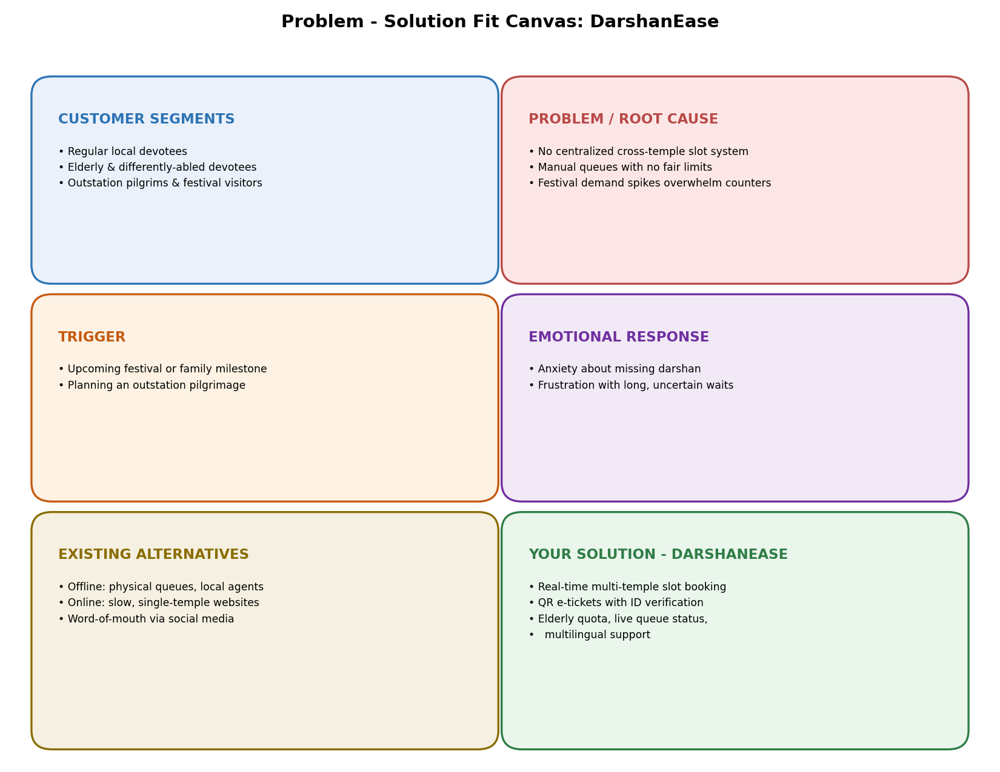 Problem - Solution Fit Canvas: DarshanEase
CUSTOMER SEGMENTS
• Regular local devotees
• Elderly & differently-abled devotees
• Outstation pilgrims & festival visitors
PROBLEM / ROOT CAUSE
• No centralized cross-temple slot system
• Manual queues with no fair limits
• Festival demand spikes overwhelm counters
TRIGGER
• Upcoming festival or family milestone
• Planning an outstation pilgrimage
EMOTIONAL RESPONSE
• Anxiety about missing darshan
• Frustration with long, uncertain waits
EXISTING ALTERNATIVES
• Offline: physical queues, local agents
• Online: slow, single-temple websites
• Word-of-mouth via social media
YOUR SOLUTION - DARSHANEASE
• Real-time multi-temple slot booking
• QR e-tickets with ID verification
• Elderly quota, live queue status,
•   multilingual support